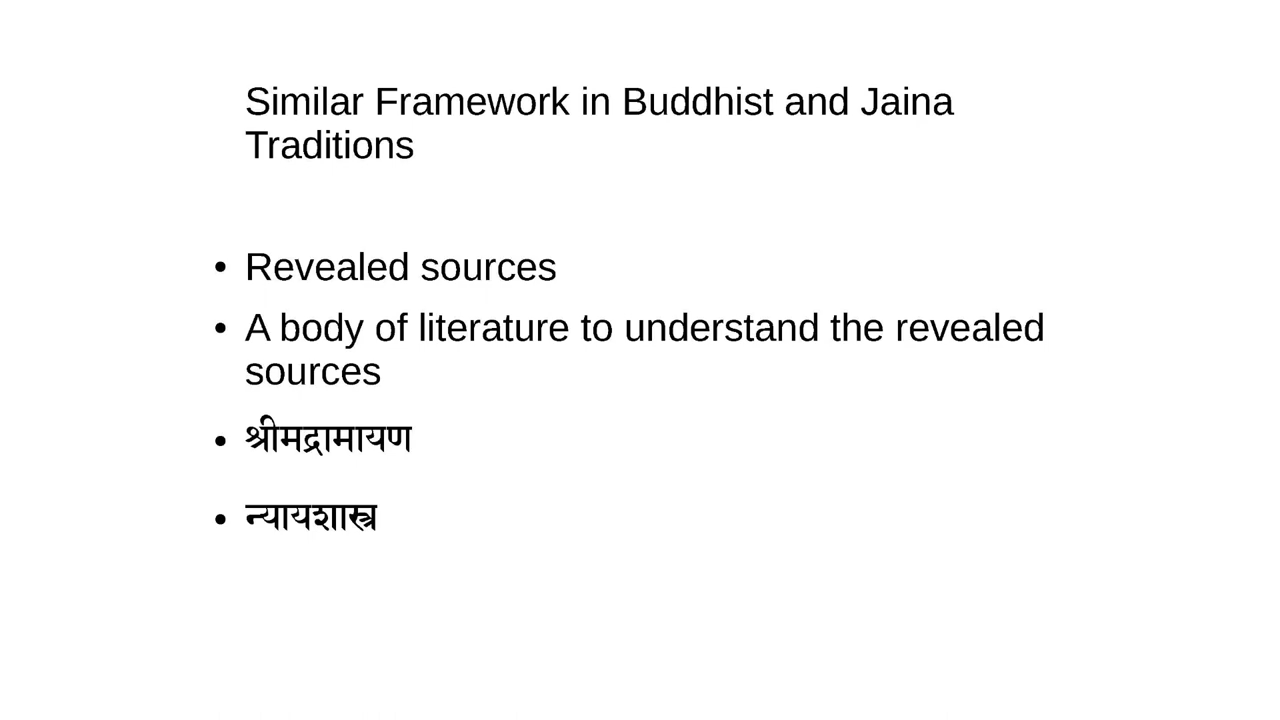 Similar Framework in Buddhist and Jaina
Traditions
• Revealed sources
• A body of literature to understand the revealed
sources
• श्रीमद्रामायण
• न्यायशास्त्र